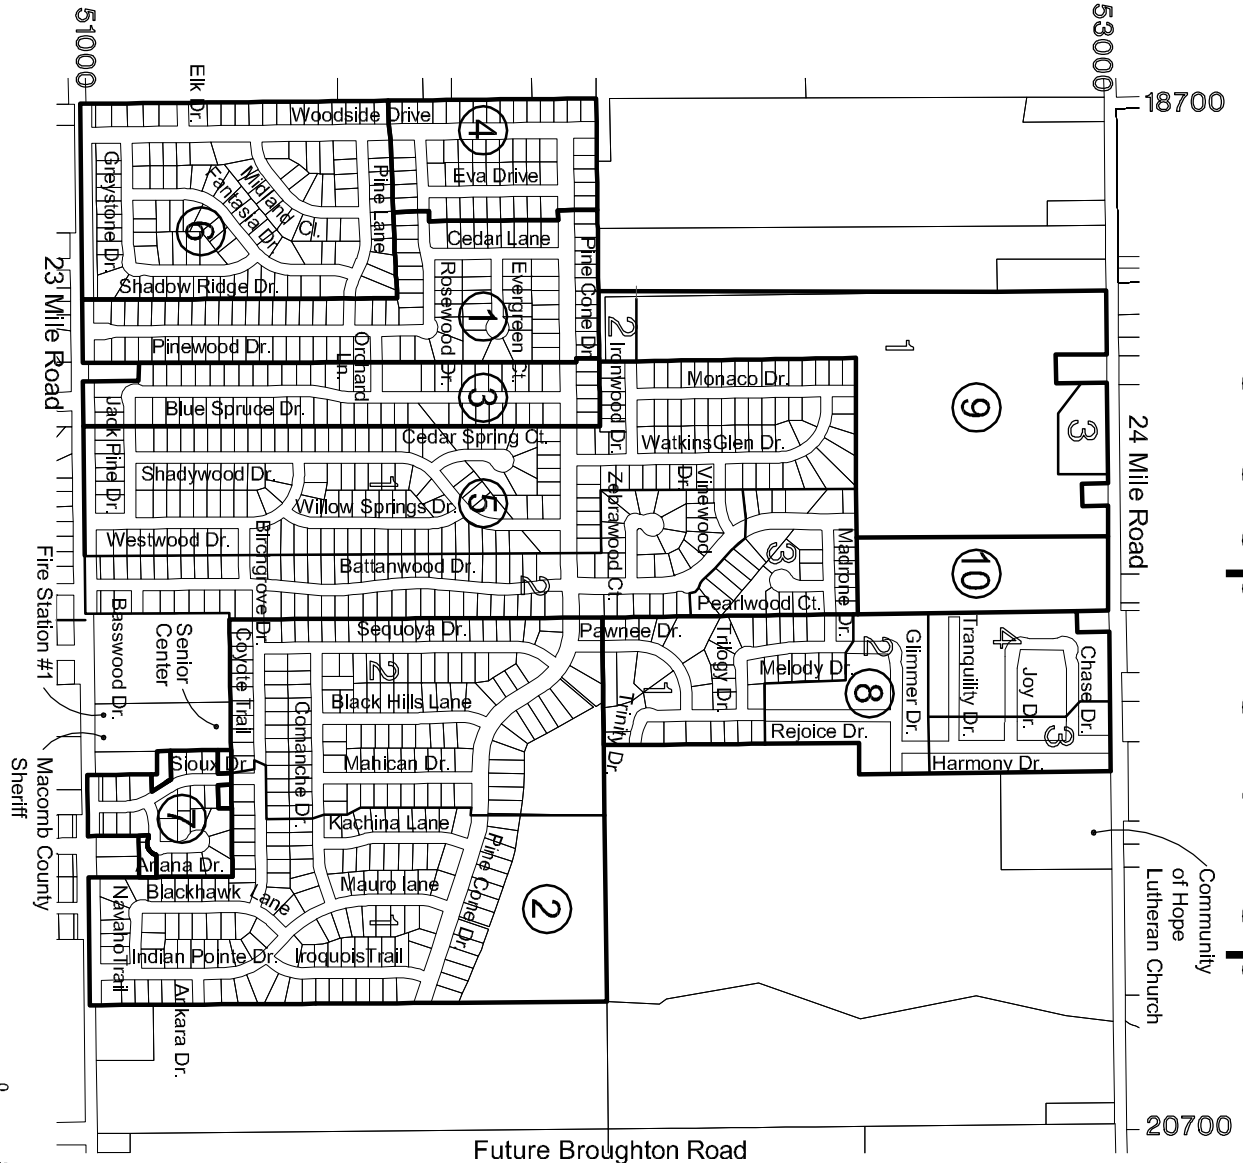 51000
53000
18700
Elk Dr.
Woodside Drive
4
Eva Drive
Greystone Dr.
Midland Ct.
Fantasia Dr.
Pine Lane
6
Cedar Lane
Shadow Ridge Dr.
Rosewood Dr.
Evergreen Ct.
Pine Cone Dr.
1
23 Mile Road
Pinewood Dr.
Orchard Ln.
2
Ironwood Dr.
1
9
3
24 Mile Road
Monaco Dr.
3
Blue Spruce Dr.
Jack Pine Dr.
Cedar Spring Ct.
WatkinsGlen Dr.
Shadywood Dr.
1
Willow Springs Dr.
5
Zebrawood Ct.
Vinewood Dr.
Westwood Dr.
Birchgrove Dr.
Battanwood Dr.
2
3
Madrone Dr.
10
Pearlwood Ct.
Fire Station #1
Basswood Dr.
Senior
Center
Coyote Trail
Sequoya Dr.
Pawnee Dr.
Trilogy Dr.
Melody Dr.
2
8
Glimmer Dr.
Tranquility Dr.
4
Joy Dr.
Chase Dr.
2
Black Hills Lane
Comanche Dr.
1
Trinity Dr.
Rejoice Dr.
3
Harmony Dr.
Mahican Dr.
Sioux Dr.
Macomb County
Sheriff
7
Ariana Dr.
Kachina Lane
Pine Cone Dr.
Mauro lane
2
Blackhawk Lane
1
Navaho Trail
Indian Pointe Dr.
IroquoisTrail
Ankara Dr.
Community
of Hope
Lutheran Church
20700
Future Broughton Road
0